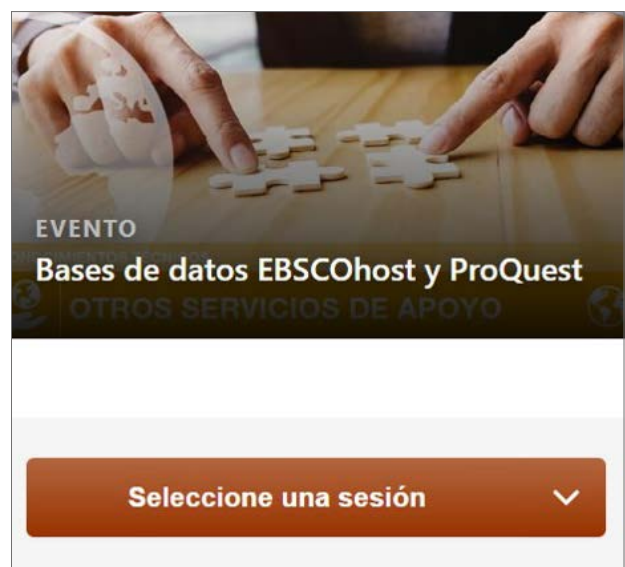 EVENTO
Bases de datos EBSCOhost y ProQuest
OTROS SERVICIOS DE APOYO
Seleccione una sesión